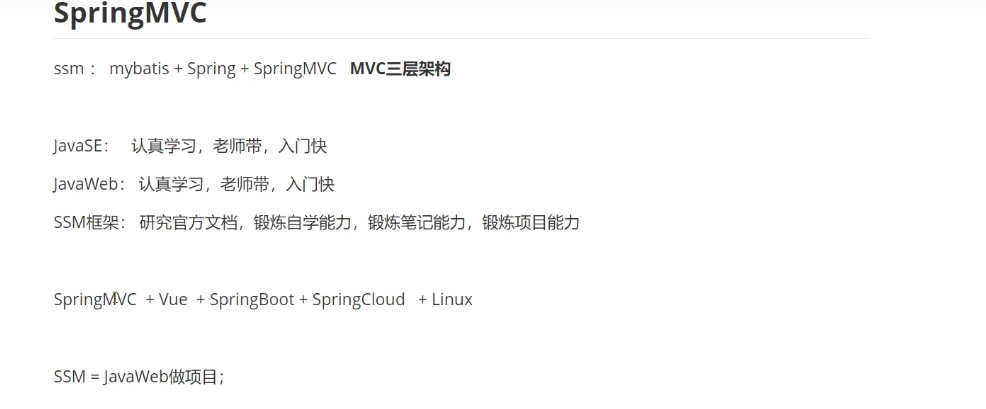 SpringMVC
ssm： mybatis + Spring + SpringMVC MVC三层架构
JavaSE： 认真学习，老师带，入门快
JavaWeb： 认真学习，老师带，入门快
SSM框架： 研究官方文档，锻炼自学能力，锻炼笔记能力，锻炼项目能力
SpringMVC + Vue + SpringBoot + SpringCloud + Linux
SSM = JavaWeb做项目；